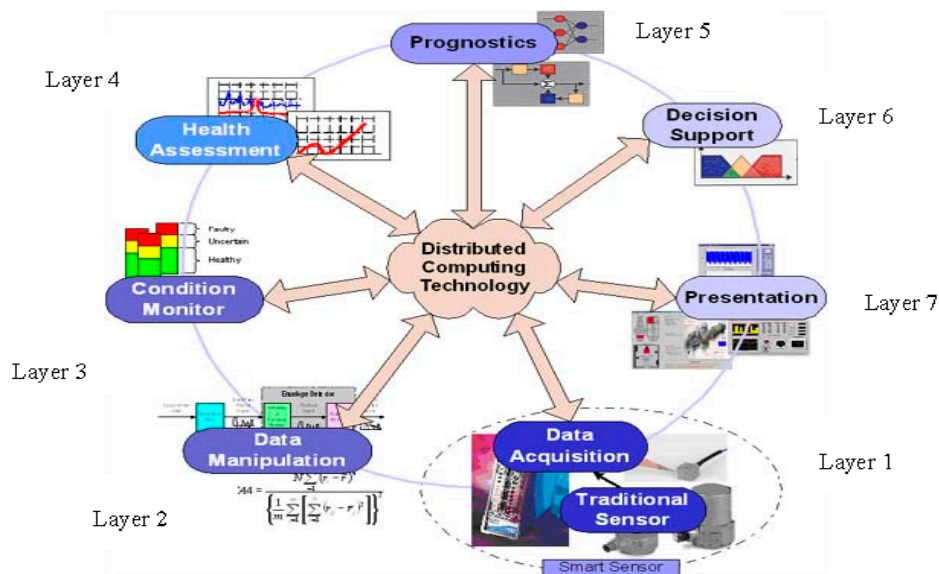 Layer 5
Prognostics
Layer 4
Health
Assessment
Decision
Support
Layer 6
Faulty
Uncertain
Healthy
Condition
Monitor
Distributed
Computing
Technology
Presentation
Layer 7
Layer 3
Envelope Detector
Data
Manipulation
Layer 2
Data
Acquisition
Traditional
Sensor
Layer 1
Smart Sensor